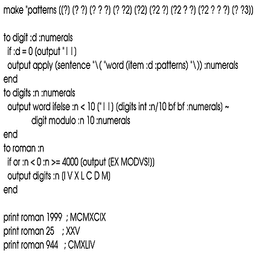 make "patterns ((?) (? ?) (? ? ?) (? ?2) (?2) (?2 ?) (?2 ? ?) (?2 ? ? ?) (? ?3))
to digit :d :numerals
if :d = 0 (output "||)
output apply (sentence "\( "word (item :d :patterns) "\)) :numerals
end
to digits :n :numerals
output word ifelse :n < 10 ("||) (digits int :n/10 bf bf :numerals) ~
digit modulo :n 10 :numerals
end
to roman :n
if or :n < 0 :n >= 4000 (output (EX MODVS!))
output digits :n (I V X L C D M)
end
print roman 1999 ; MCMXCIX
print roman 25 ; XXV
print roman 944 ; CMXLIV